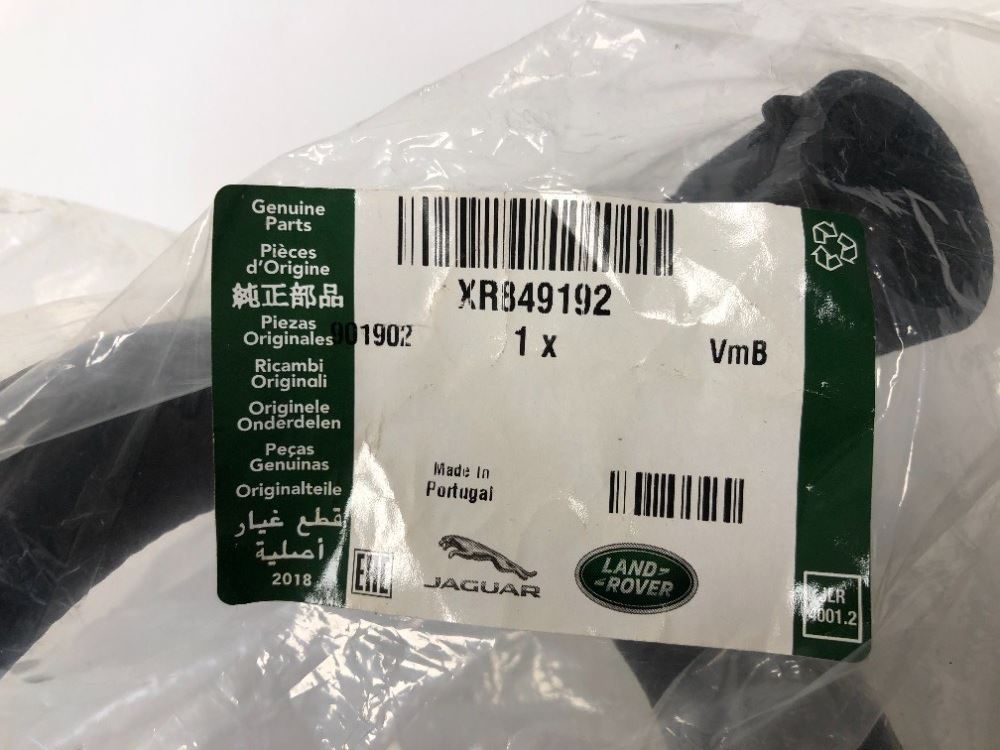 Genuine
Parts
Pièces
d'Origine
純正部品
Piezas
Originales
Ricambi
Originali
Originele
Onderdelen
Peças
Genuinas
Originalteile
قطع غيار
أصلية
2018
XR849192
901902
1 x
VmB
Made In
Portugal
EAC
JAGUAR
LAND-
-ROVER
JLR
4001.2